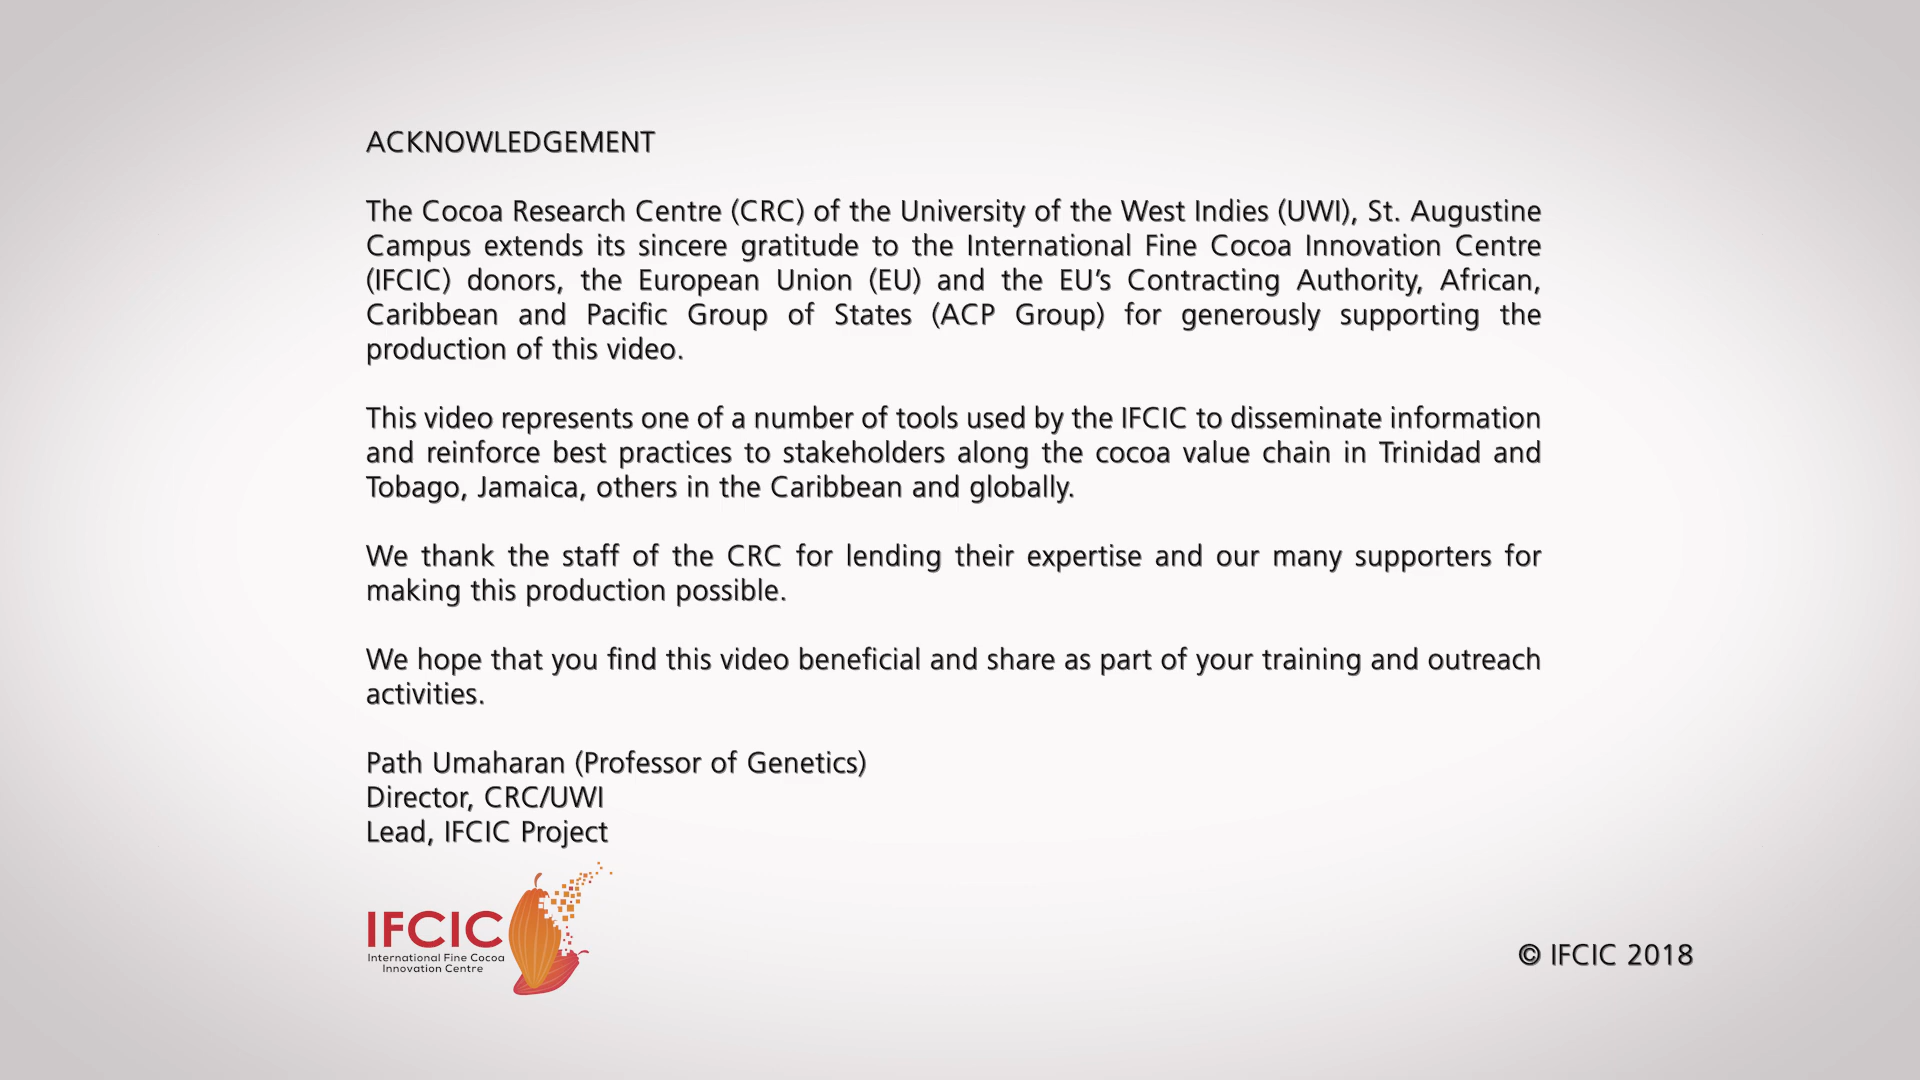 ACKNOWLEDGEMENT
The Cocoa Research Centre (CRC) of the University of the West Indies (UWI), St. Augustine
Campus extends its sincere gratitude to the International Fine Cocoa Innovation Centre
(IFCIC) donors, the European Union (EU) and the EU’s Contracting Authority, African,
Caribbean and Pacific Group of States (ACP Group) for generously supporting the
production of this video.
This video represents one of a number of tools used by the IFCIC to disseminate information
and reinforce best practices to stakeholders along the cocoa value chain in Trinidad and
Tobago, Jamaica, others in the Caribbean and globally.
We thank the staff of the CRC for lending their expertise and our many supporters for
making this production possible.
We hope that you find this video beneficial and share as part of your training and outreach
activities.
Path Umaharan (Professor of Genetics)
Director, CRC/UWI
Lead, IFCIC Project
IFCIC
International Fine Cocoa
Innovation Centre
© IFCIC 2018